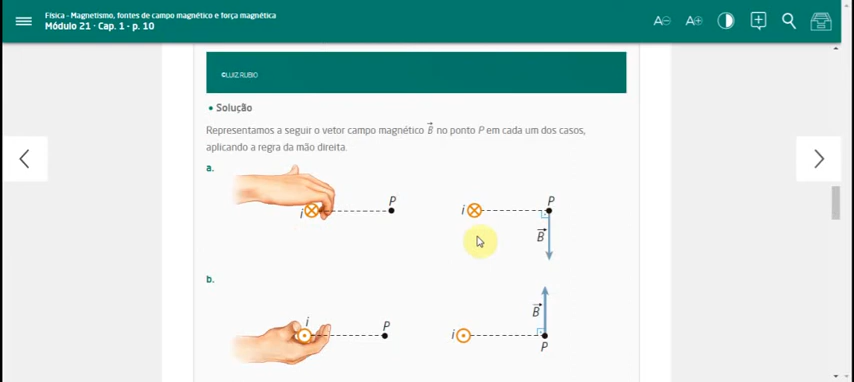 Física - Magnetismo, fontes de campo magnético e força magnética
Módulo 21 - Cap. 1 - p. 10
A A
©LUIZ RUBIO
• Solução
Representamos a seguir o vetor campo magnético B⃗ no ponto P em cada um dos casos,
aplicando a regra da mão direita.
a.
i P i P
B⃗
b.
i P i P
B⃗